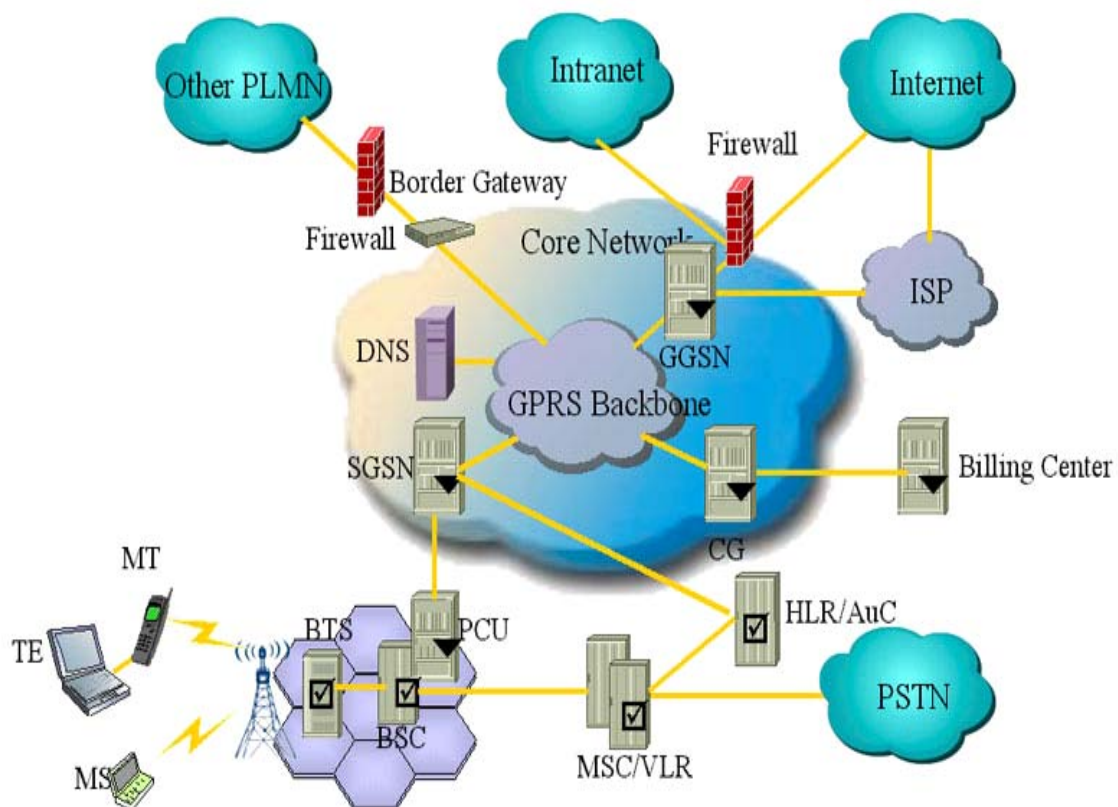 Other PLMN
Intranet
Internet
Firewall
Border Gateway
Firewall
Core Network
ISP
DNS
GGSN
GPRS Backbone
SGSN
Billing Center
CG
MT
HLR/AuC
BTS
PCU
TE
PSTN
BSC
MSC/VLR
MS